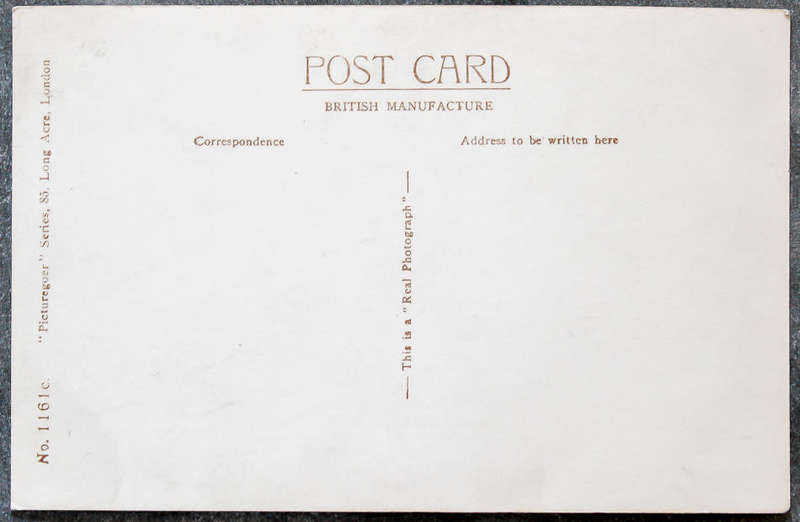 POST CARD
BRITISH MANUFACTURE
Correspondence
Address to be written here
This is a "Real Photograph"
No. 1161c. "Picturegoer" Series, 85, Long Acre, London